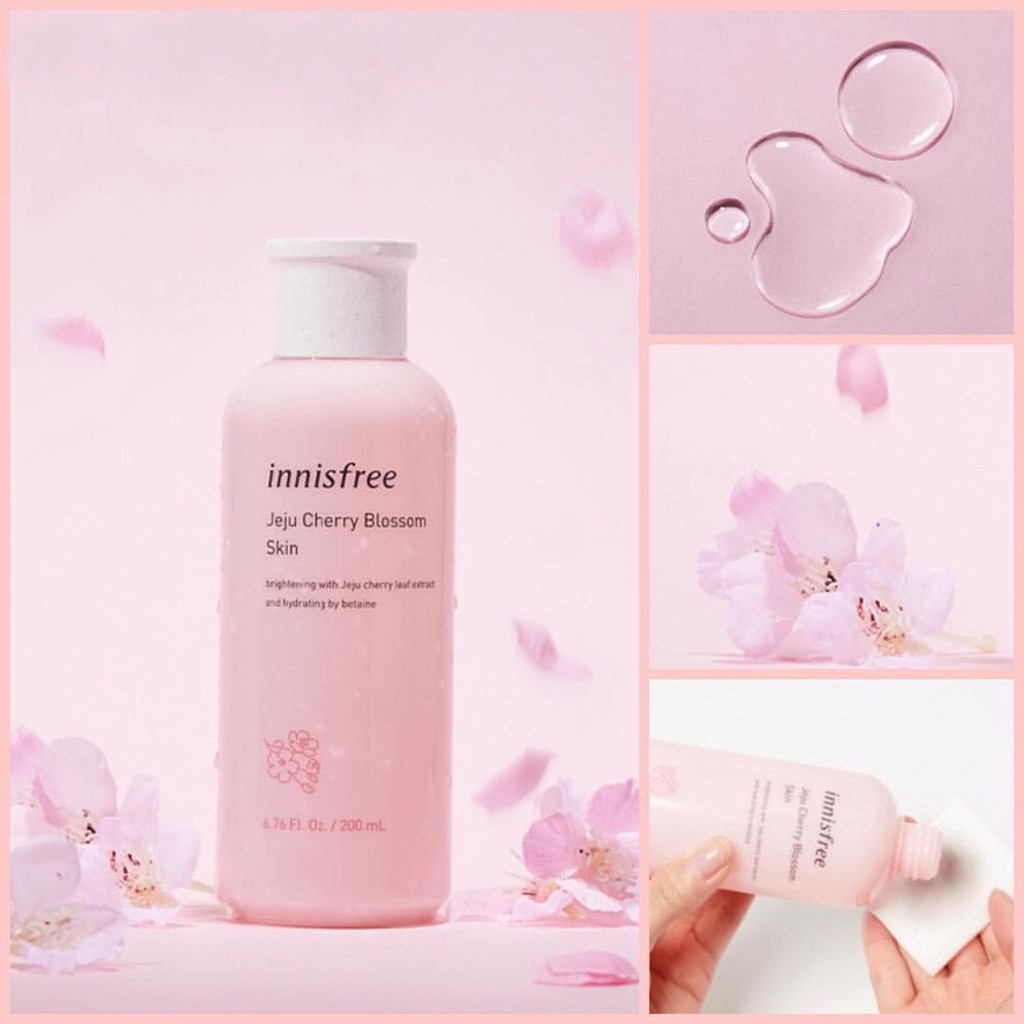 innisfree
Jeju Cherry Blossom
Skin
brightening with Jeju cherry leaf extract
and hydrating by betaine
6.76 Fl. Oz. / 200 mL
innisfree
Jeju Cherry Blossom
Skin